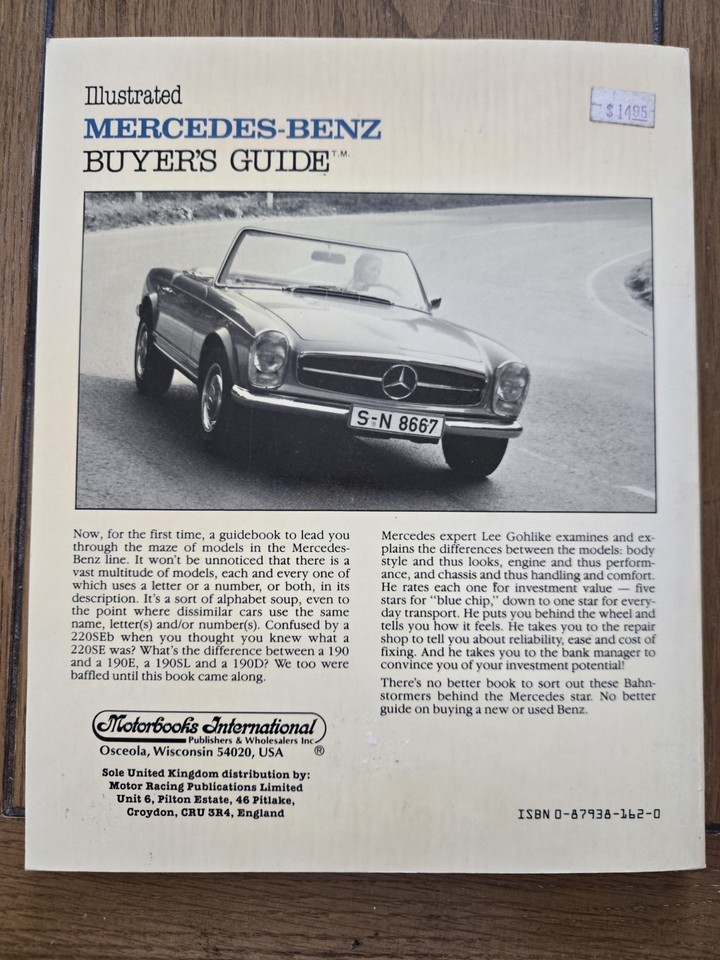 Illustrated
MERCEDES-BENZ
BUYER'S GUIDE T.M.
$14.95
S-N 8667
Now, for the first time, a guidebook to lead you
through the maze of models in the Mercedes-
Benz line. It won't be unnoticed that there is a
vast multitude of models, each and every one of
which uses a letter or a number, or both, in its
description. It's a sort of alphabet soup, even to
the point where dissimilar cars use the same
name, letter(s) and/or number(s). Confused by a
220SEb when you thought you knew what a
220SE was? What's the difference between a 190
and a 190E, a 190SL and a 190D? We too were
baffled until this book came along.
Motorbooks International
Publishers & Wholesalers Inc
Osceola, Wisconsin 54020, USA ®
Sole United Kingdom distribution by:
Motor Racing Publications Limited
Unit 6, Pilton Estate, 46 Pitlake,
Croydon, CRU 3R4, England
Mercedes expert Lee Gohlike examines and ex-
plains the differences between the models: body
style and thus looks, engine and thus perform-
ance, and chassis and thus handling and comfort.
He rates each one for investment value — five
stars for "blue chip," down to one star for every-
day transport. He puts you behind the wheel and
tells you how it feels. He takes you to the repair
shop to tell you about reliability, ease and cost of
fixing. And he takes you to the bank manager to
convince you of your investment potential!
There's no better book to sort out these Bahn-
stormers behind the Mercedes star. No better
guide on buying a new or used Benz.
ISBN 0-87938-162-0